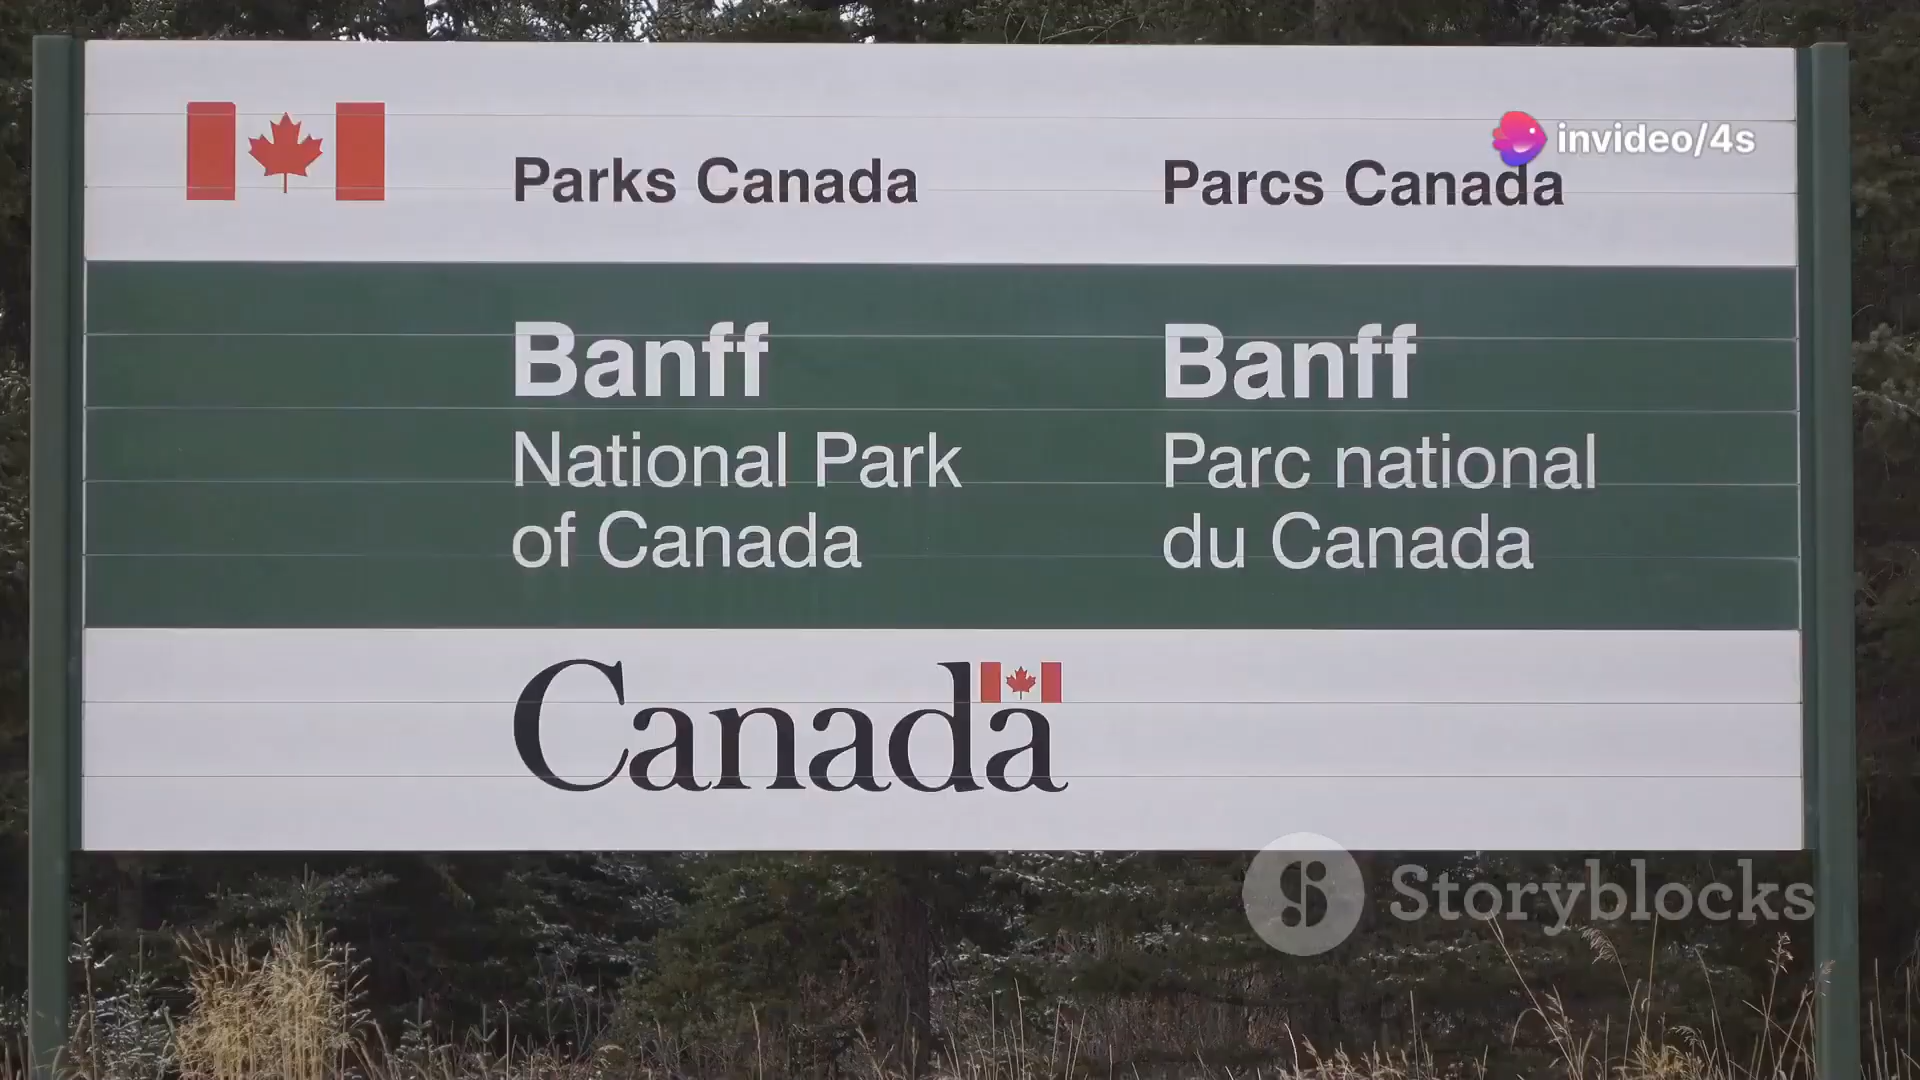 invideo/4s
Parks Canada
Parcs Canada
Banff
National Park
of Canada
Banff
Parc national
du Canada
Canada
Storyblocks